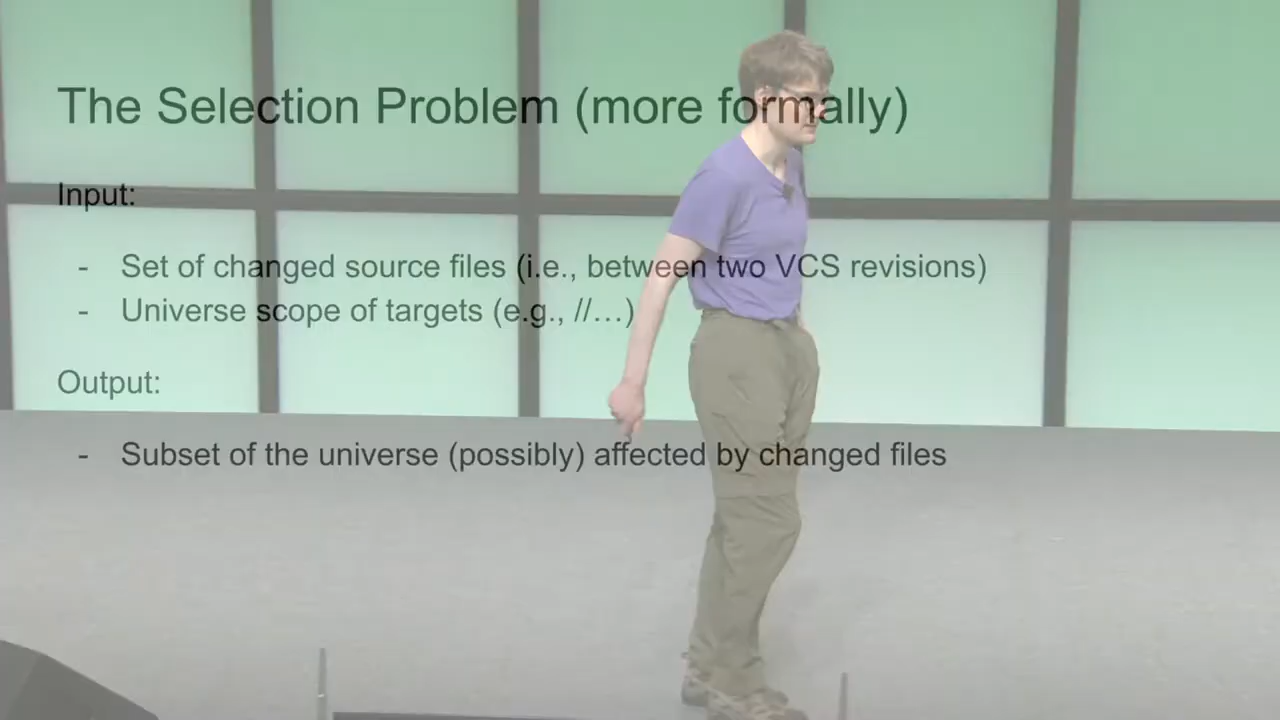 The Selection Problem (more formally)
Input:
- Set of changed source files (i.e., between two VCS revisions)
- Universe scope of targets (e.g., //…)
Output:
- Subset of the universe (possibly) affected by changed files